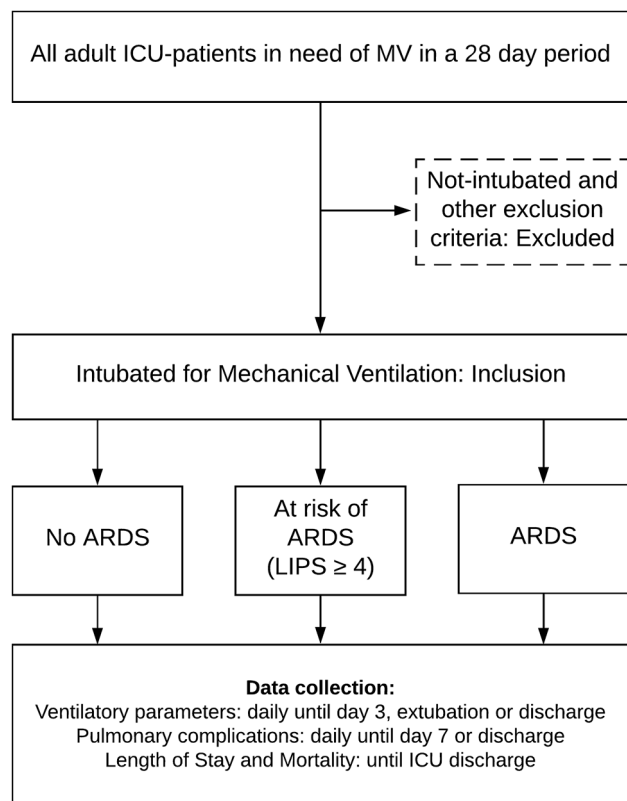 All adult ICU-patients in need of MV in a 28 day period
Not-intubated and
other exclusion
criteria: Excluded
Intubated for Mechanical Ventilation: Inclusion
No ARDS
At risk of
ARDS
(LIPS ≥ 4)
ARDS
Data collection:
Ventilatory parameters: daily until day 3, extubation or discharge
Pulmonary complications: daily until day 7 or discharge
Length of Stay and Mortality: until ICU discharge